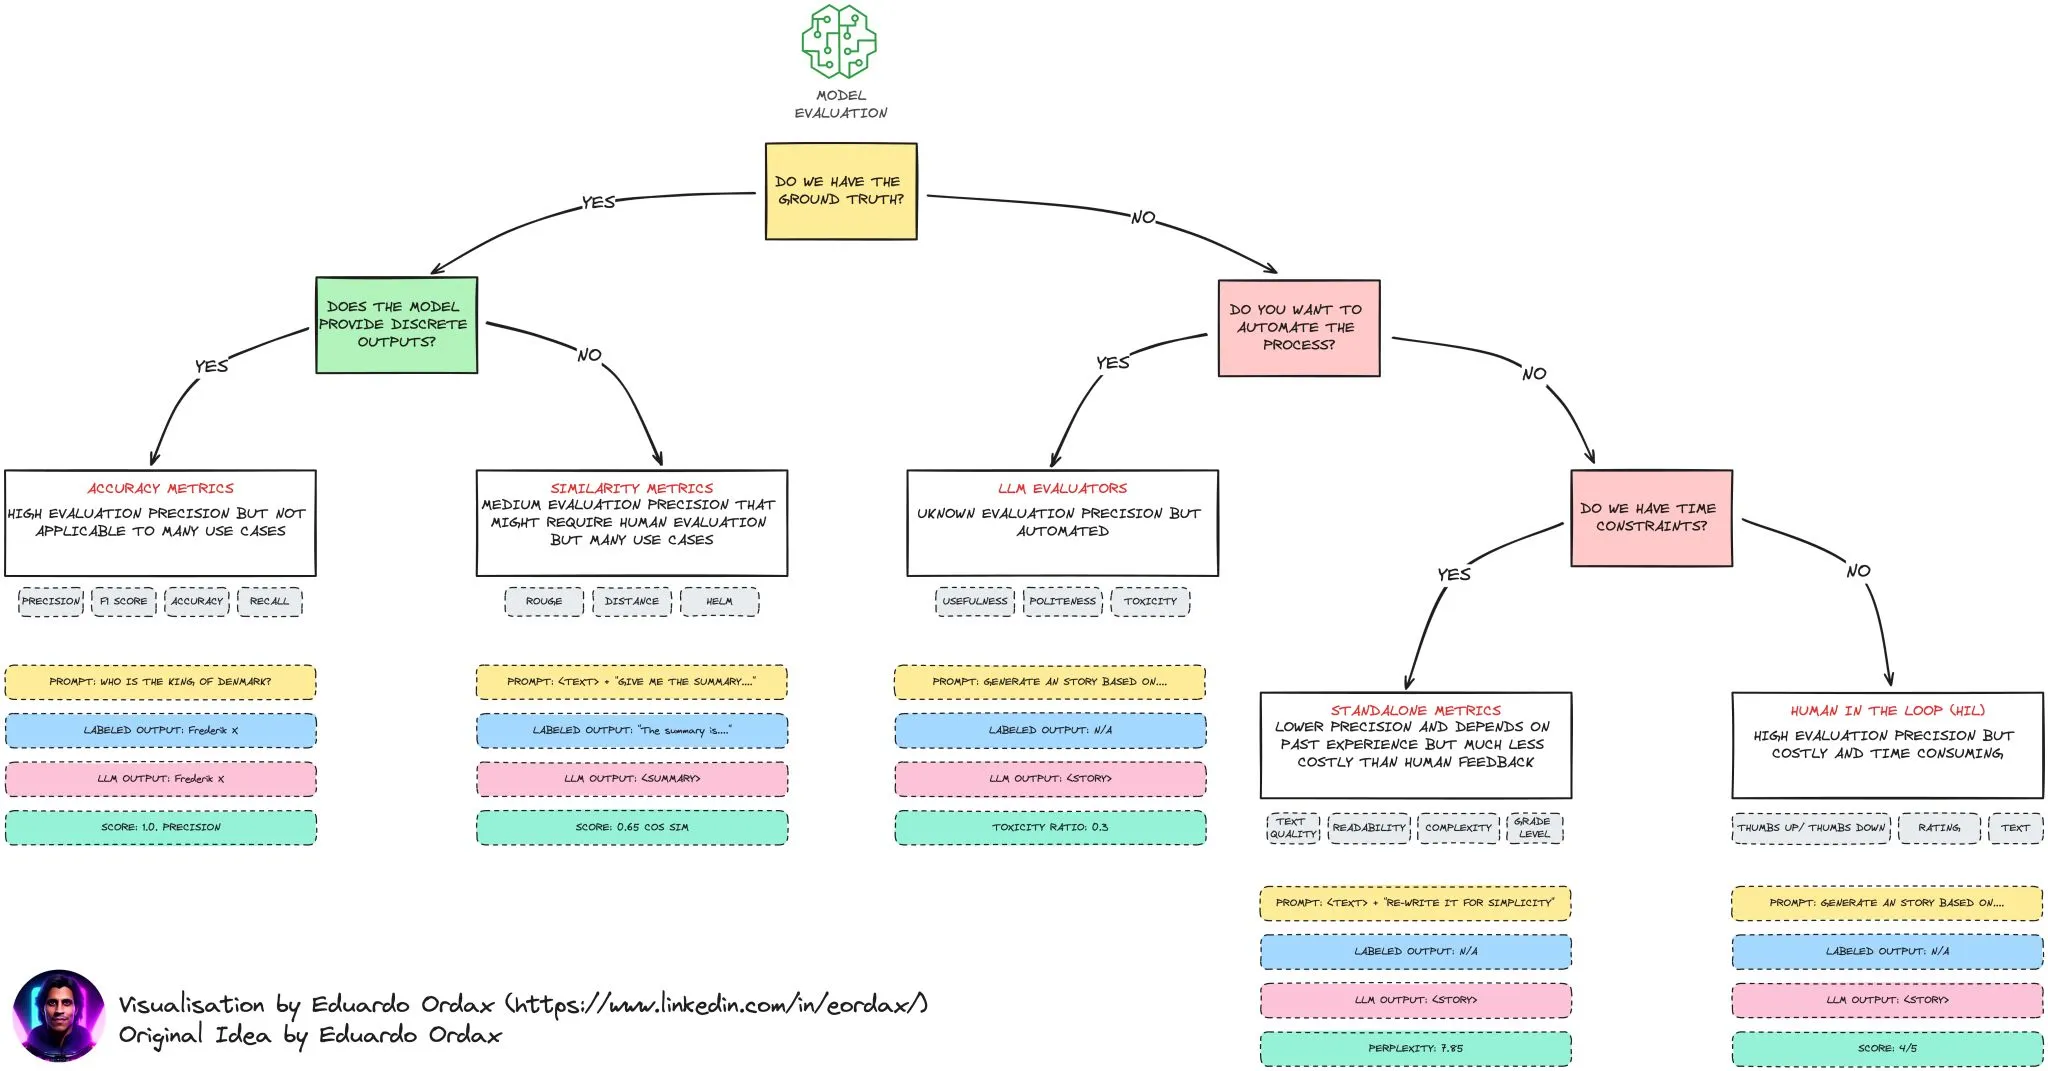 MODEL
EVALUATION
DO WE HAVE THE
GROUND TRUTH?
YES
NO
DOES THE MODEL
PROVIDE DISCRETE
OUTPUTS?
DO YOU WANT TO
AUTOMATE THE
PROCESS?
YES
NO
YES
NO
ACCURACY METRICS
HIGH EVALUATION PRECISION BUT NOT
APPLICABLE TO MANY USE CASES
PRECISION
F1 SCORE
ACCURACY
RECALL
PROMPT: WHO IS THE KING OF DENMARK?
LABELED OUTPUT: Frederik X
LLM OUTPUT: Frederik X
SCORE: 1.0. PRECISION
SIMILARITY METRICS
MEDIUM EVALUATION PRECISION THAT
MIGHT REQUIRE HUMAN EVALUATION
BUT MANY USE CASES
ROUGE
DISTANCE
HELM
PROMPT: <TEXT> + "GIVE ME THE SUMMARY...."
LABELED OUTPUT: "The summary is...."
LLM OUTPUT: <SUMMARY>
SCORE: 0.65 COS SIM
LLM EVALUATORS
UKNOWN EVALUATION PRECISION BUT
AUTOMATED
USEFULNESS
POLITENESS
TOXICITY
PROMPT: GENERATE AN STORY BASED ON....
LABELED OUTPUT: N/A
LLM OUTPUT: <STORY>
TOXICITY RATIO: 0.3
DO WE HAVE TIME
CONSTRAINTS?
YES
NO
STANDALONE METRICS
LOWER PRECISION AND DEPENDS ON
PAST EXPERIENCE BUT MUCH LESS
COSTLY THAN HUMAN FEEDBACK
TEXT
QUALITY
READABILITY
COMPLEXITY
GRADE
LEVEL
PROMPT: <TEXT> + "RE-WRITE IT FOR SIMPLICITY"
LABELED OUTPUT: N/A
LLM OUTPUT: <STORY>
PERPLEXITY: 7.85
HUMAN IN THE LOOP (HIL)
HIGH EVALUATION PRECISION BUT
COSTLY AND TIME CONSUMING
THUMBS UP/ THUMBS DOWN
RATING
TEXT
PROMPT: GENERATE AN STORY BASED ON....
LABELED OUTPUT: N/A
LLM OUTPUT: <STORY>
SCORE: 4/5
Visualisation by Eduardo Ordax (https://www.linkedin.com/in/eordax/)
Original Idea by Eduardo Ordax